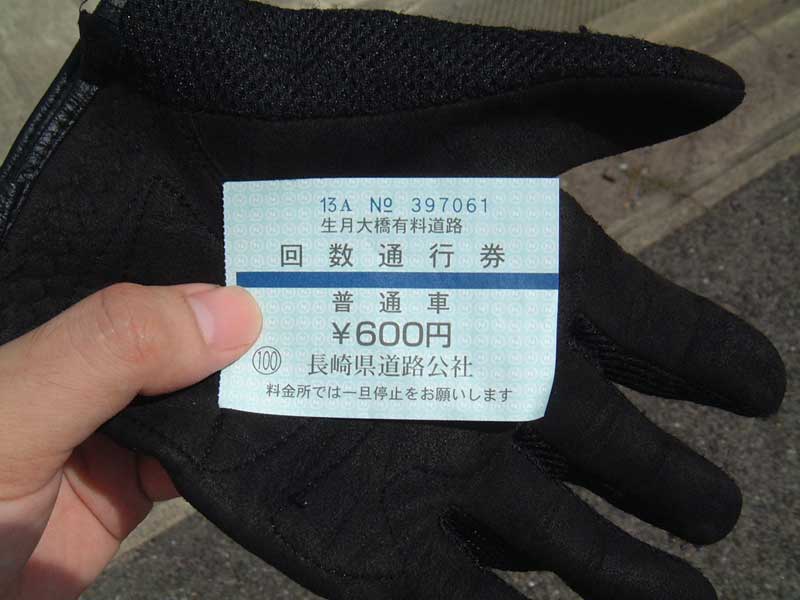 13A № 397061
生月大橋有料道路
回数通行券
普通車
¥600円
100 長崎県道路公社
料金所では一旦停止をお願いします